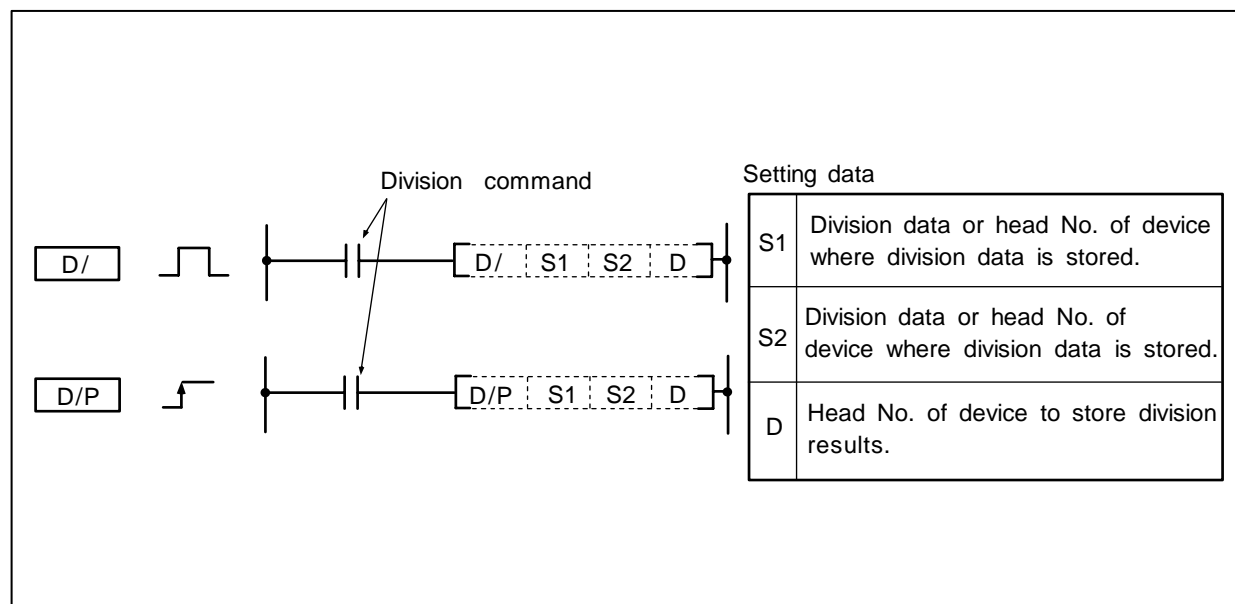 Division command
D/
D/ S1 S2 D
D/P
D/P S1 S2 D
Setting data
S1
Division data or head No. of device
where division data is stored.
S2
Division data or head No. of
device where division data is stored.
D
Head No. of device to store division
results.